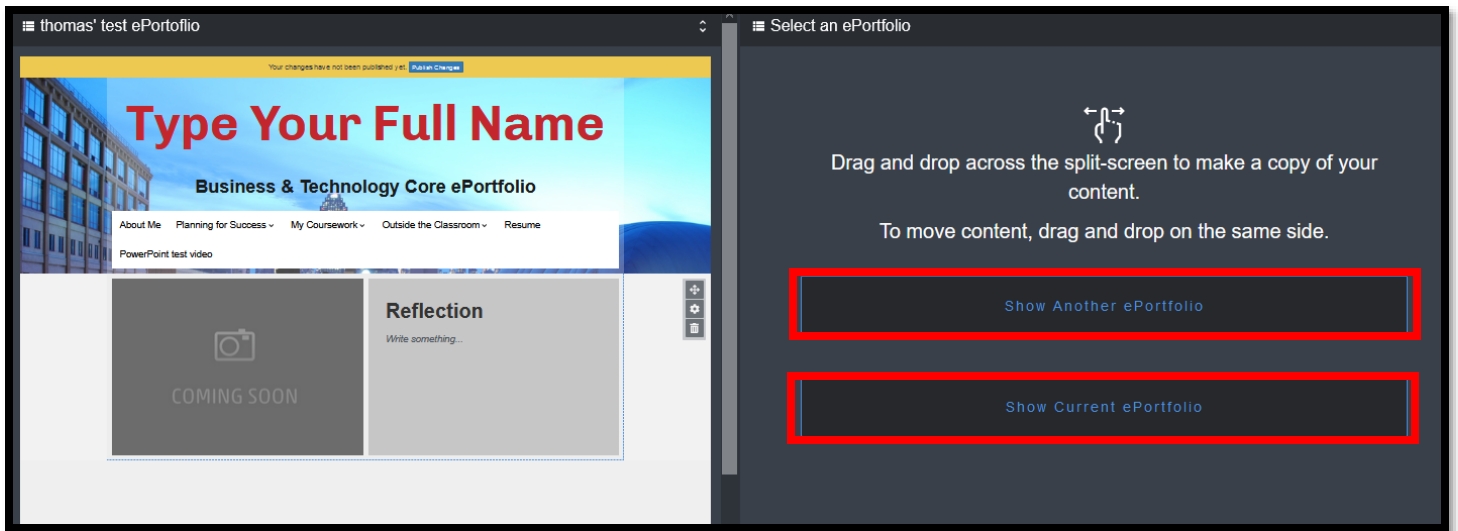 thomas' test ePortoflio
Your changes have not been published yet. Publish Changes
Type Your Full Name
Business & Technology Core ePortfolio
About Me Planning for Success My Coursework Outside the Classroom Resume
PowerPoint test video
COMING SOON
Reflection
Write something...
Select an ePortfolio
Drag and drop across the split-screen to make a copy of your
content.
To move content, drag and drop on the same side.
Show Another ePortfolio
Show Current ePortfolio